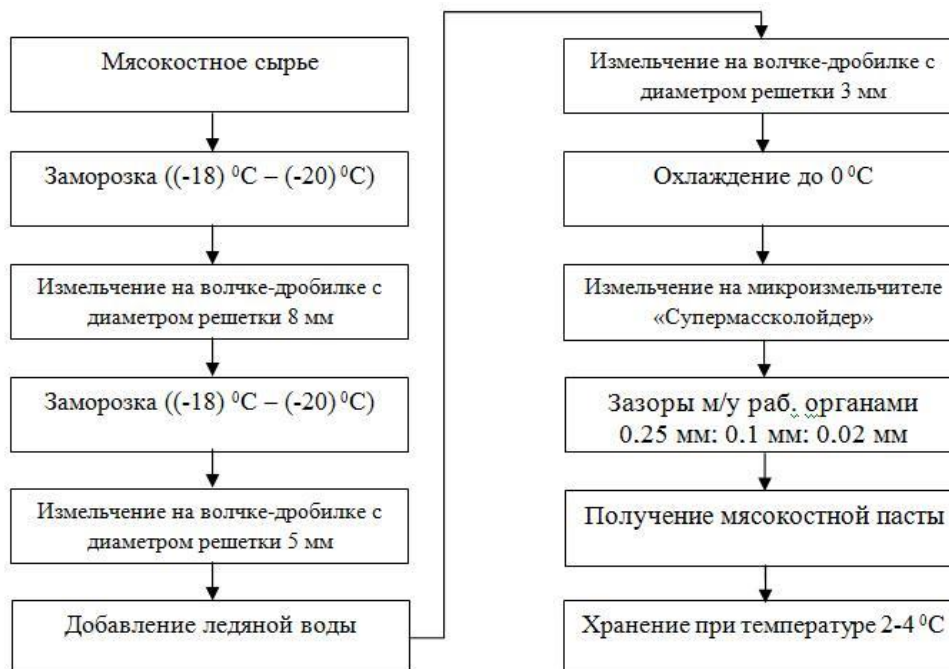 Мясокостное сырье
Заморозка ((-18) ⁰С – (-20) ⁰С)
Измельчение на волчке-дробилке с
диаметром решетки 8 мм
Заморозка ((-18) ⁰С – (-20) ⁰С)
Измельчение на волчке-дробилке с
диаметром решетки 5 мм
Добавление ледяной воды
Измельчение на волчке-дробилке с
диаметром решетки 3 мм
Охлаждение до 0 ⁰С
Измельчение на микроизмельчителе
«Супермассколойдер»
Зазоры м/у раб. органами
0.25 мм: 0.1 мм: 0.02 мм
Получение мясокостной пасты
Хранение при температуре 2-4 ⁰С